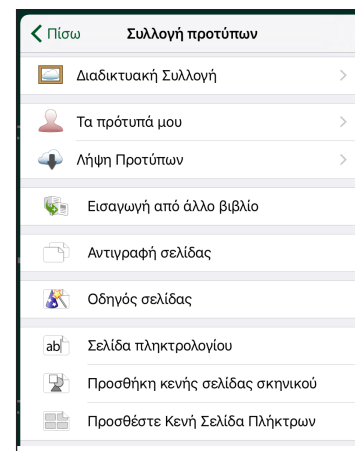 Πίσω Συλλογή προτύπων
Διαδικτυακή Συλλογή
Τα πρότυπά μου
Λήψη Προτύπων
Εισαγωγή από άλλο βιβλίο
Αντιγραφή σελίδας
Οδηγός σελίδας
ab Σελίδα πληκτρολογίου
Προσθήκη κενής σελίδας σκηνικού
Προσθέστε Κενή Σελίδα Πλήκτρων